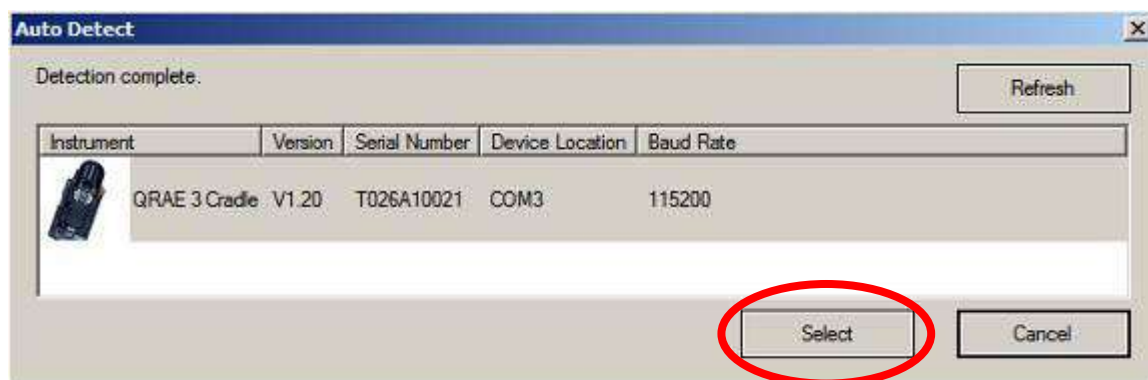 Auto Detect
Detection complete.
Refresh
Instrument Version Serial Number Device Location Baud Rate
QRAE 3 Cradle V1.20 T026A10021 COM3 115200
Select Cancel